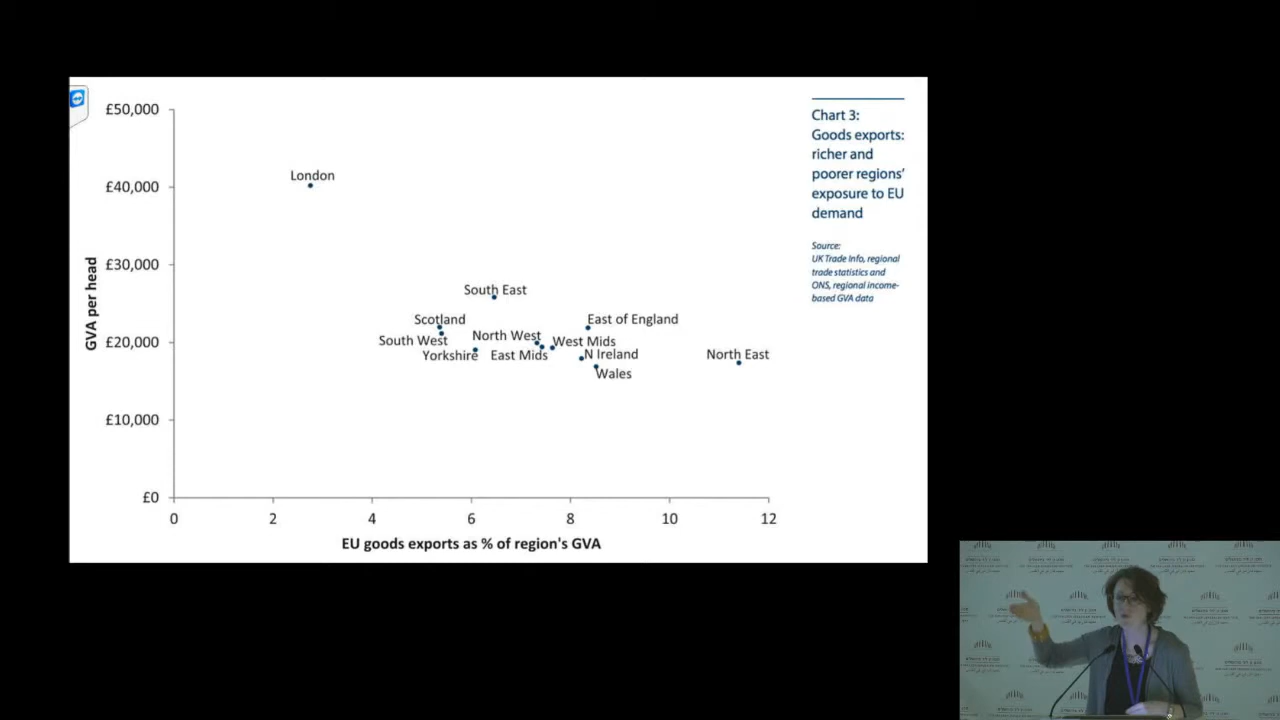 £50,000
£40,000
£30,000
£20,000
£10,000
£0
GVA per head
London
South East
Scotland
East of England
South West
North West
West Mids
Yorkshire
East Mids
N Ireland
North East
Wales
0 2 4 6 8 10 12
EU goods exports as % of region's GVA
Chart 3:
Goods exports:
richer and
poorer regions'
exposure to EU
demand
Source:
UK Trade Info, regional
trade statistics and
ONS, regional income-
based GVA data